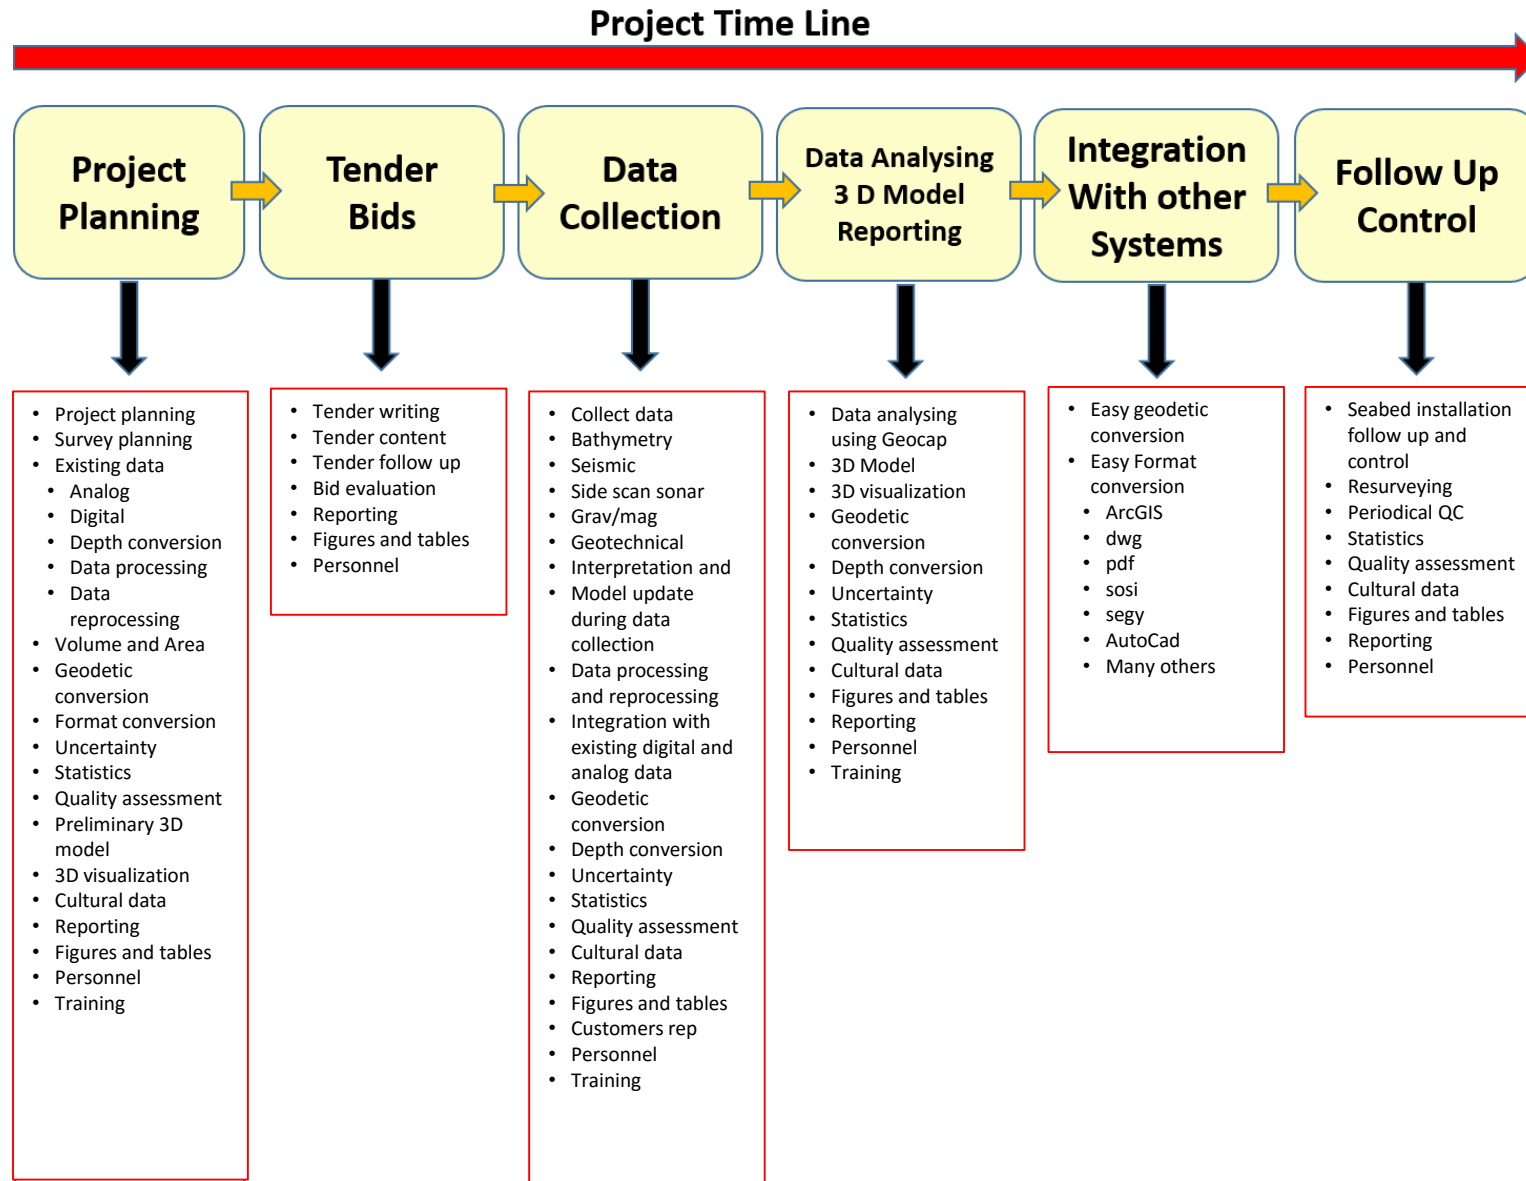 Project Time Line
Project
Planning
Tender
Bids
Data
Collection
Data Analysing
3 D Model
Reporting
Integration
With other
Systems
Follow Up
Control
• Project planning
• Survey planning
• Existing data
• Analog
• Digital
• Depth conversion
• Data processing
• Data
reprocessing
• Volume and Area
• Geodetic
conversion
• Format conversion
• Uncertainty
• Statistics
• Quality assessment
• Preliminary 3D
model
• 3D visualization
• Cultural data
• Reporting
• Figures and tables
• Personnel
• Training
• Tender writing
• Tender content
• Tender follow up
• Bid evaluation
• Reporting
• Figures and tables
• Personnel
• Collect data
• Bathymetry
• Seismic
• Side scan sonar
• Grav/mag
• Geotechnical
• Interpretation and
• Model update
during data
collection
• Data processing
and reprocessing
• Integration with
existing digital and
analog data
• Geodetic
conversion
• Depth conversion
• Uncertainty
• Statistics
• Quality assessment
• Cultural data
• Reporting
• Figures and tables
• Customers rep
• Personnel
• Training
• Data analysing
using Geocap
• 3D Model
• 3D visualization
• Geodetic
conversion
• Depth conversion
• Uncertainty
• Statistics
• Quality assessment
• Cultural data
• Figures and tables
• Reporting
• Personnel
• Training
• Easy geodetic
conversion
• Easy Format
conversion
• ArcGIS
• dwg
• pdf
• sosi
• segy
• AutoCad
• Many others
• Seabed installation
follow up and
control
• Resurveying
• Periodical QC
• Statistics
• Quality assessment
• Cultural data
• Figures and tables
• Reporting
• Personnel